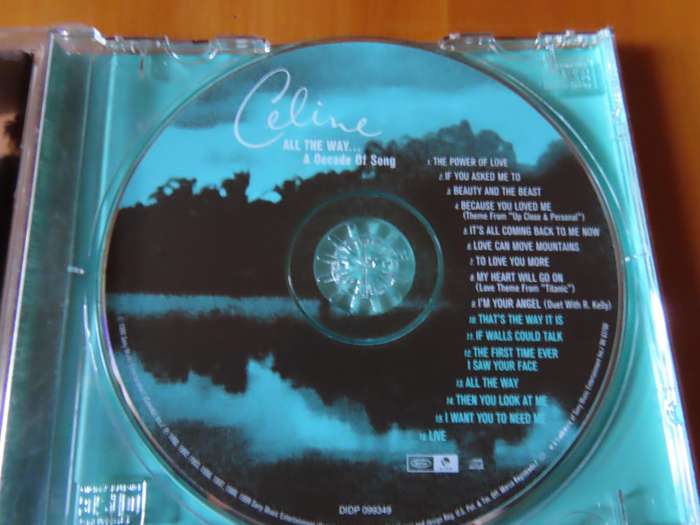 Celine
ALL THE WAY...
A Decade Of Song
1. THE POWER OF LOVE
2. IF YOU ASKED ME TO
3. BEAUTY AND THE BEAST
4. BECAUSE YOU LOVED ME
(Theme From "Up Close & Personal")
5. IT'S ALL COMING BACK TO ME NOW
6. LOVE CAN MOVE MOUNTAINS
7. TO LOVE YOU MORE
8. MY HEART WILL GO ON
(Love Theme From "Titanic")
9. I'M YOUR ANGEL (Duet With R. Kelly)
10. THAT'S THE WAY IT IS
11. IF WALLS COULD TALK
12. THE FIRST TIME EVER
I SAW YOUR FACE
13. ALL THE WAY
14. THEN YOU LOOK AT ME
15. I WANT YOU TO NEED ME
16. LIVE
DIDP 099349